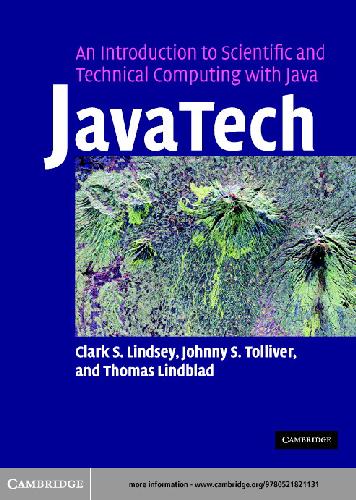 An Introduction to Scientific and
Technical Computing with Java
JavaTech
Clark S. Lindsey, Johnny S. Tolliver,
and Thomas Lindblad
CAMBRIDGE
CAMBRIDGE
more information - www.cambridge.org/9780521821131